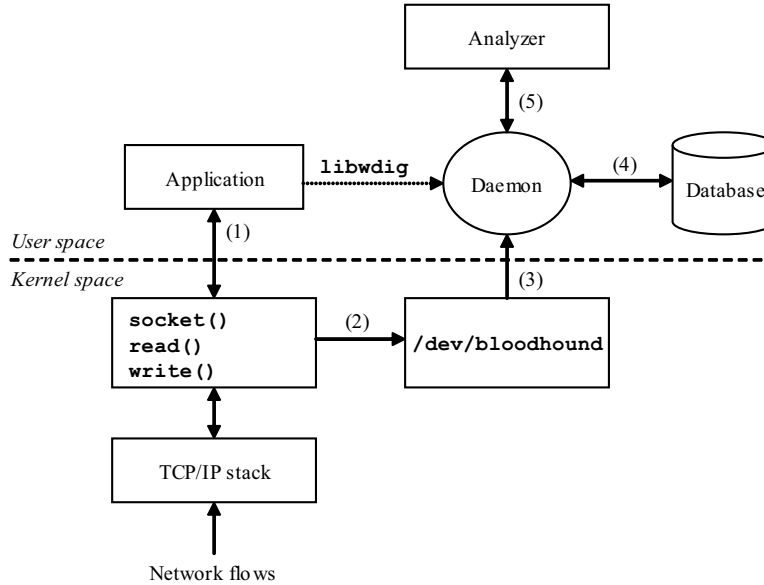 Analyzer
(5)
libwdig
Application
Daemon
(4)
Database
(1)
User space
Kernel space
(3)
socket()
read()
write()
(2)
/dev/bloodhound
TCP/IP stack
Network flows